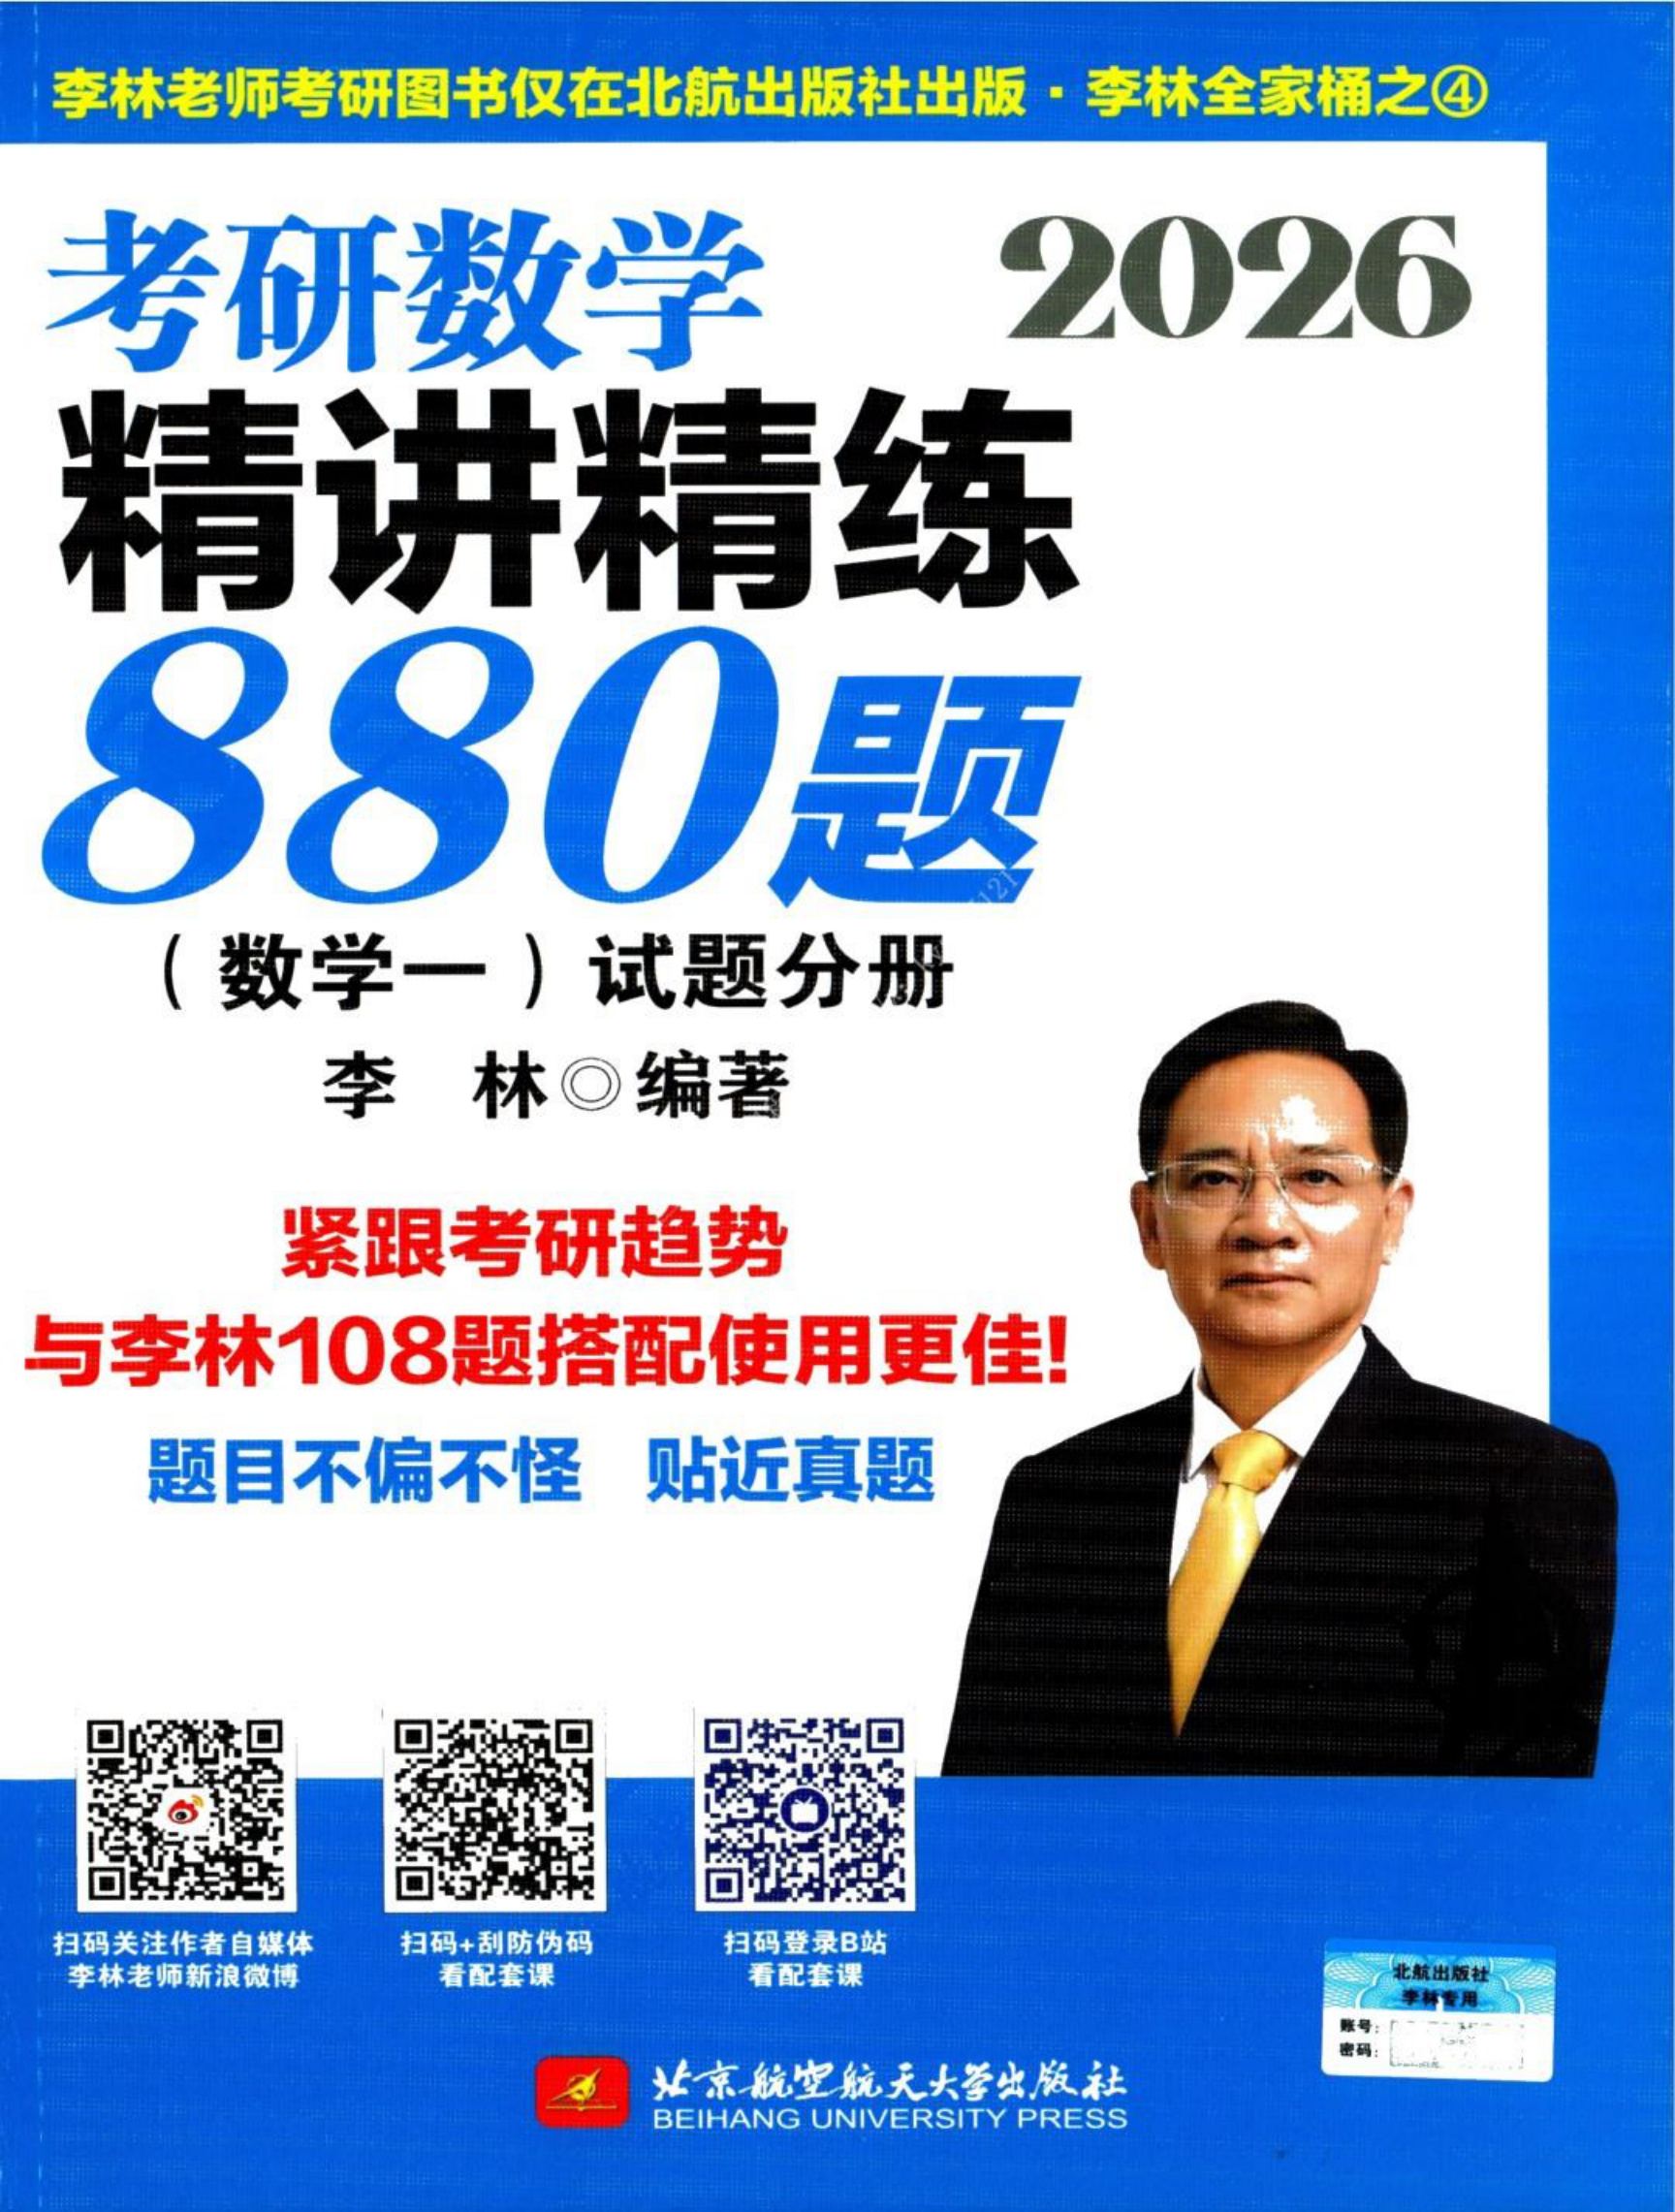 李林老师考研图书仅在北航出版社出版·李林全家桶之④
考研数学 2026
精讲精练
880题
(数学一)试题分册
李 林◎编著
紧跟考研趋势
与李林108题搭配使用更佳!
题目不偏不怪 贴近真题
扫码关注作者自媒体
李林老师新浪微博
扫码+刮防伪码
看配套课
扫码登录B站
看配套课
北航出版社
李林专用
账号:
密码:
北京航空航天大学出版社
BEIHANG UNIVERSITY PRESS